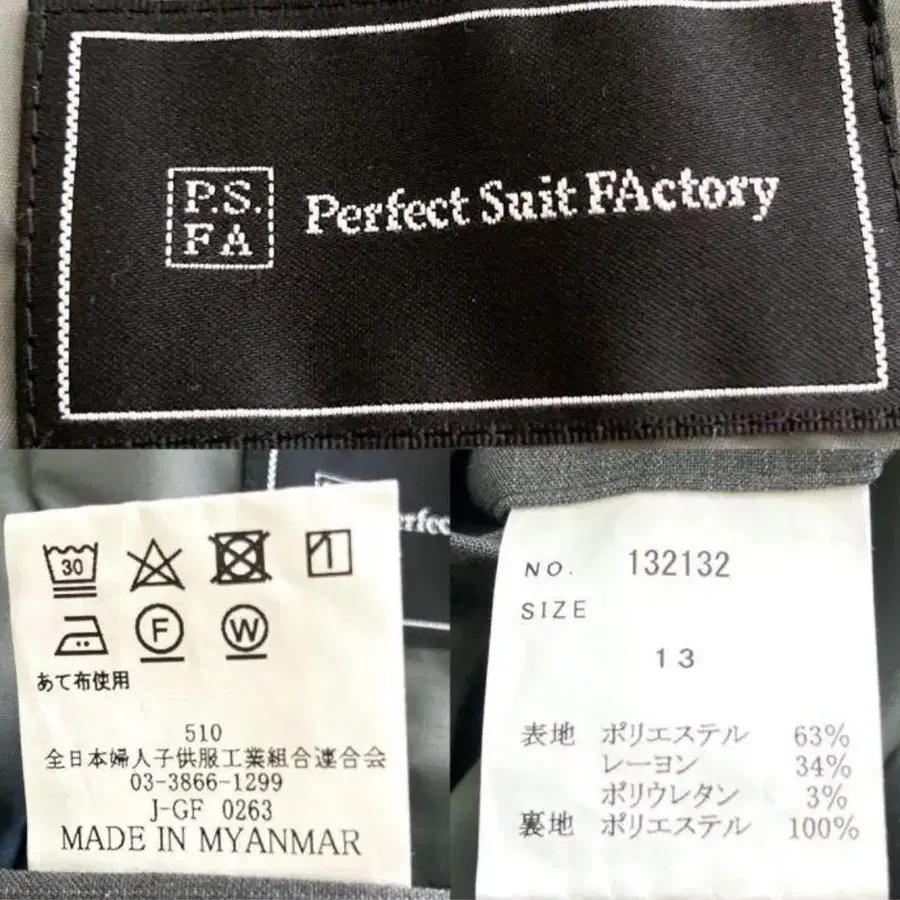 P.S.
FA
Perfect Suit FActory
erfec
30
1
F
W
あて布使用
510
全日本婦人子供服工業組合連合会
03-3866-1299
J-GF 0263
MADE IN MYANMAR
NO. 132132
SIZE
13
表地 ポリエステル 63%
レーヨン 34%
ポリウレタン 3%
裏地 ポリエステル 100%